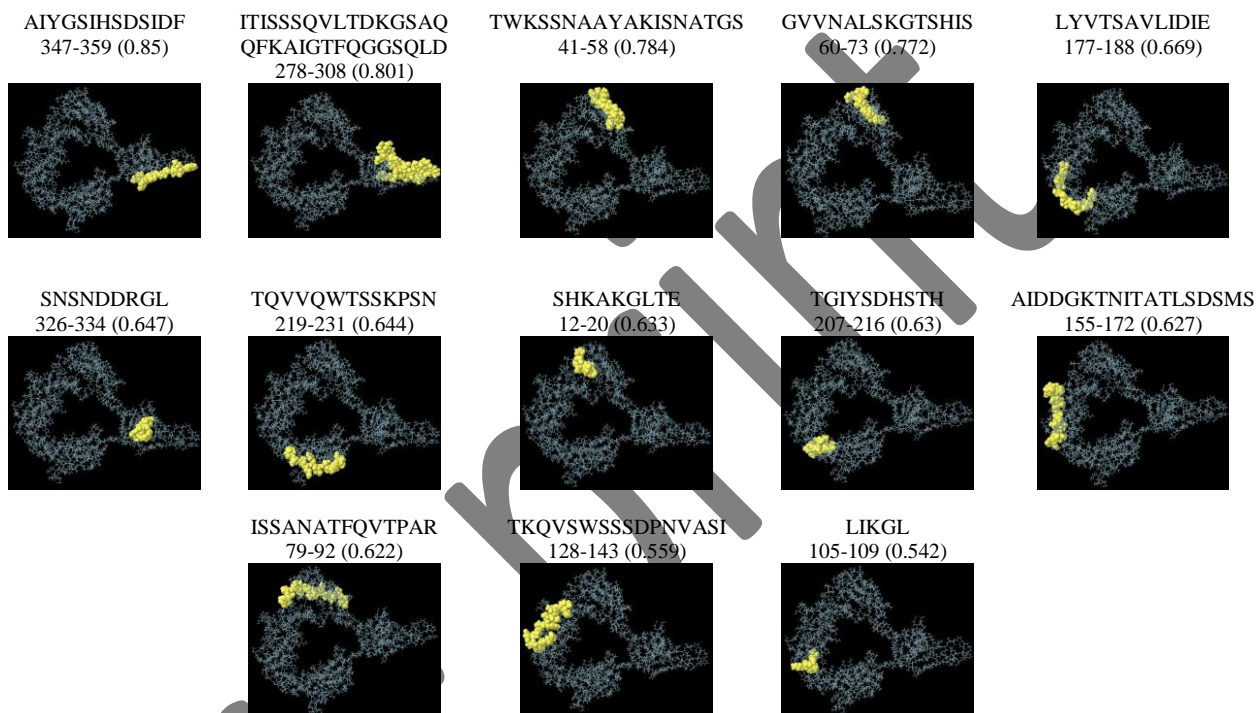 AIYGSIHSDSIDF
347-359 (0.85)
ITISSSQVLTDKGSAQ
QFKAIGTFQGGSQLD
278-308 (0.801)
TWKSSNAAYAKISNATGS
41-58 (0.784)
GVVNALSKGTSHIS
60-73 (0.772)
LYVTSAVLIDIE
177-188 (0.669)
SNSNDDRGL
326-334 (0.647)
TQVVQWTSSKPSN
219-231 (0.644)
SHKAKGLTE
12-20 (0.633)
TGIYSDHSTH
207-216 (0.63)
AIDDGKTNITATLSDSMS
155-172 (0.627)
ISSANATFQVTPAR
79-92 (0.622)
TKQVSWSSSDPNVASI
128-143 (0.559)
LIKGL
105-109 (0.542)